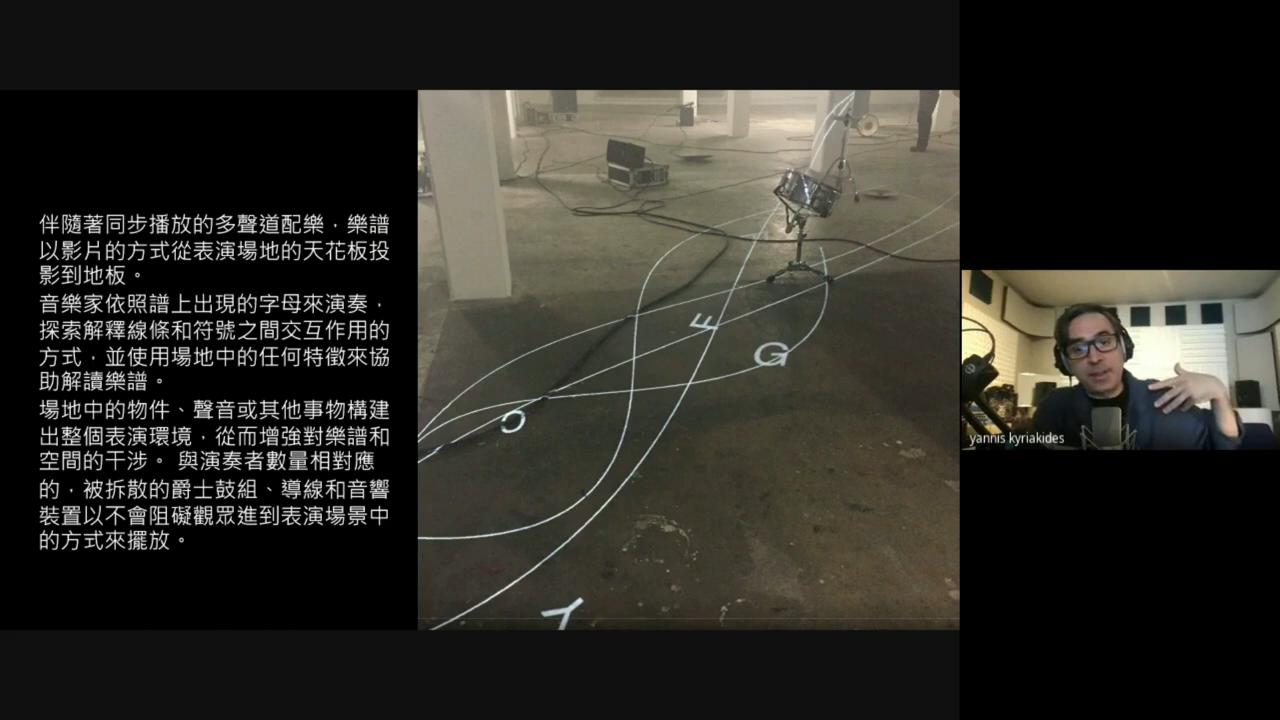 伴隨著同步播放的多聲道配樂，樂譜
以影片的方式從表演場地的天花板投
影到地板。
音樂家依照譜上出現的字母來演奏，
探索解釋線條和符號之間交互作用的
方式，並使用場地中的任何特徵來協
助解讀樂譜。
場地中的物件、聲音或其他事物構建
出整個表演環境，從而增強對樂譜和
空間的干涉。 與演奏者數量相對應
的，被拆散的爵士鼓組、導線和音響
裝置以不會阻礙觀眾進到表演場景中
的方式來擺放。
F
G
C
Y
yannis kyriakides